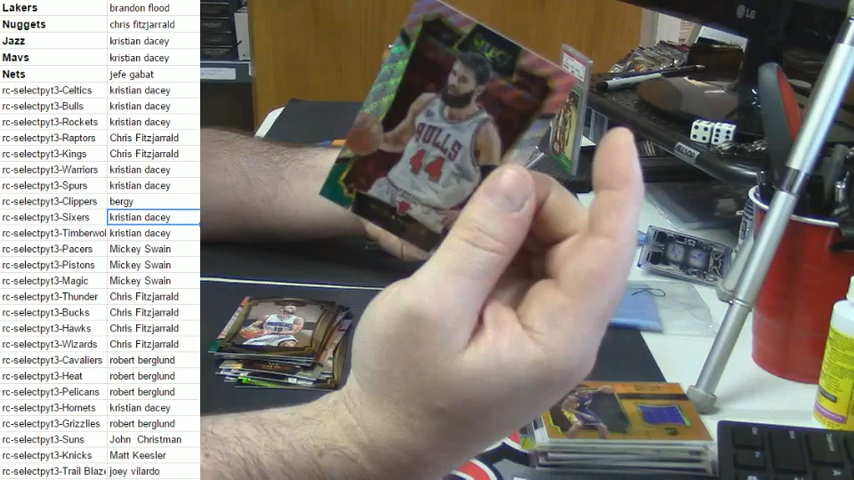 Lakers brandon flood
Nuggets chris fitzjarrald
Jazz kristian dacey
Mavs kristian dacey
Nets jefe gabat
rc-selectpyt3-Celtics kristian dacey
rc-selectpyt3-Bulls kristian dacey
rc-selectpyt3-Rockets kristian dacey
rc-selectpyt3-Raptors Chris Fitzjarrald
rc-selectpyt3-Kings Chris Fitzjarrald
rc-selectpyt3-Warriors kristian dacey
rc-selectpyt3-Spurs kristian dacey
rc-selectpyt3-Clippers bergy
rc-selectpyt3-Sixers kristian dacey
rc-selectpyt3-Timberwol kristian dacey
rc-selectpyt3-Pacers Mickey Swain
rc-selectpyt3-Pistons Mickey Swain
rc-selectpyt3-Magic Mickey Swain
rc-selectpyt3-Thunder Chris Fitzjarrald
rc-selectpyt3-Bucks Chris Fitzjarrald
rc-selectpyt3-Hawks Chris Fitzjarrald
rc-selectpyt3-Wizards Chris Fitzjarrald
rc-selectpyt3-Cavaliers robert berglund
rc-selectpyt3-Heat robert berglund
rc-selectpyt3-Pelicans robert berglund
rc-selectpyt3-Hornets kristian dacey
rc-selectpyt3-Grizzlies robert berglund
rc-selectpyt3-Suns John Christman
rc-selectpyt3-Knicks Matt Keesler
rc-selectpyt3-Trail Blaze joey vilardo
LG
SELECT
BULLS
44